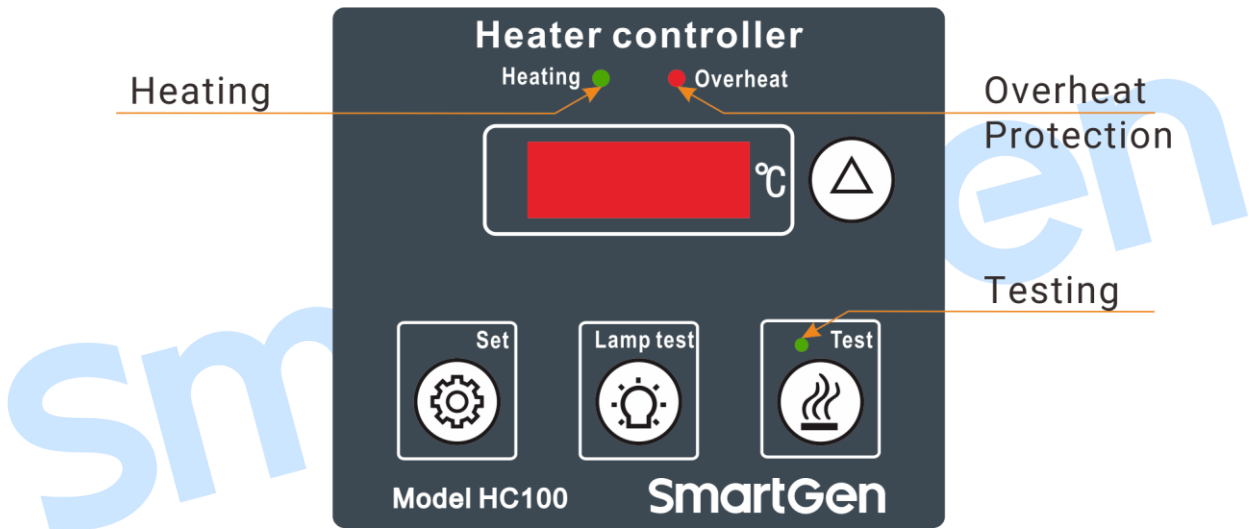 Heater controller
Heating Overheat
Heating
Overheat
Protection
°C
Testing
Set
Lamp test
Test
Model HC100
SmartGen
SmartGen